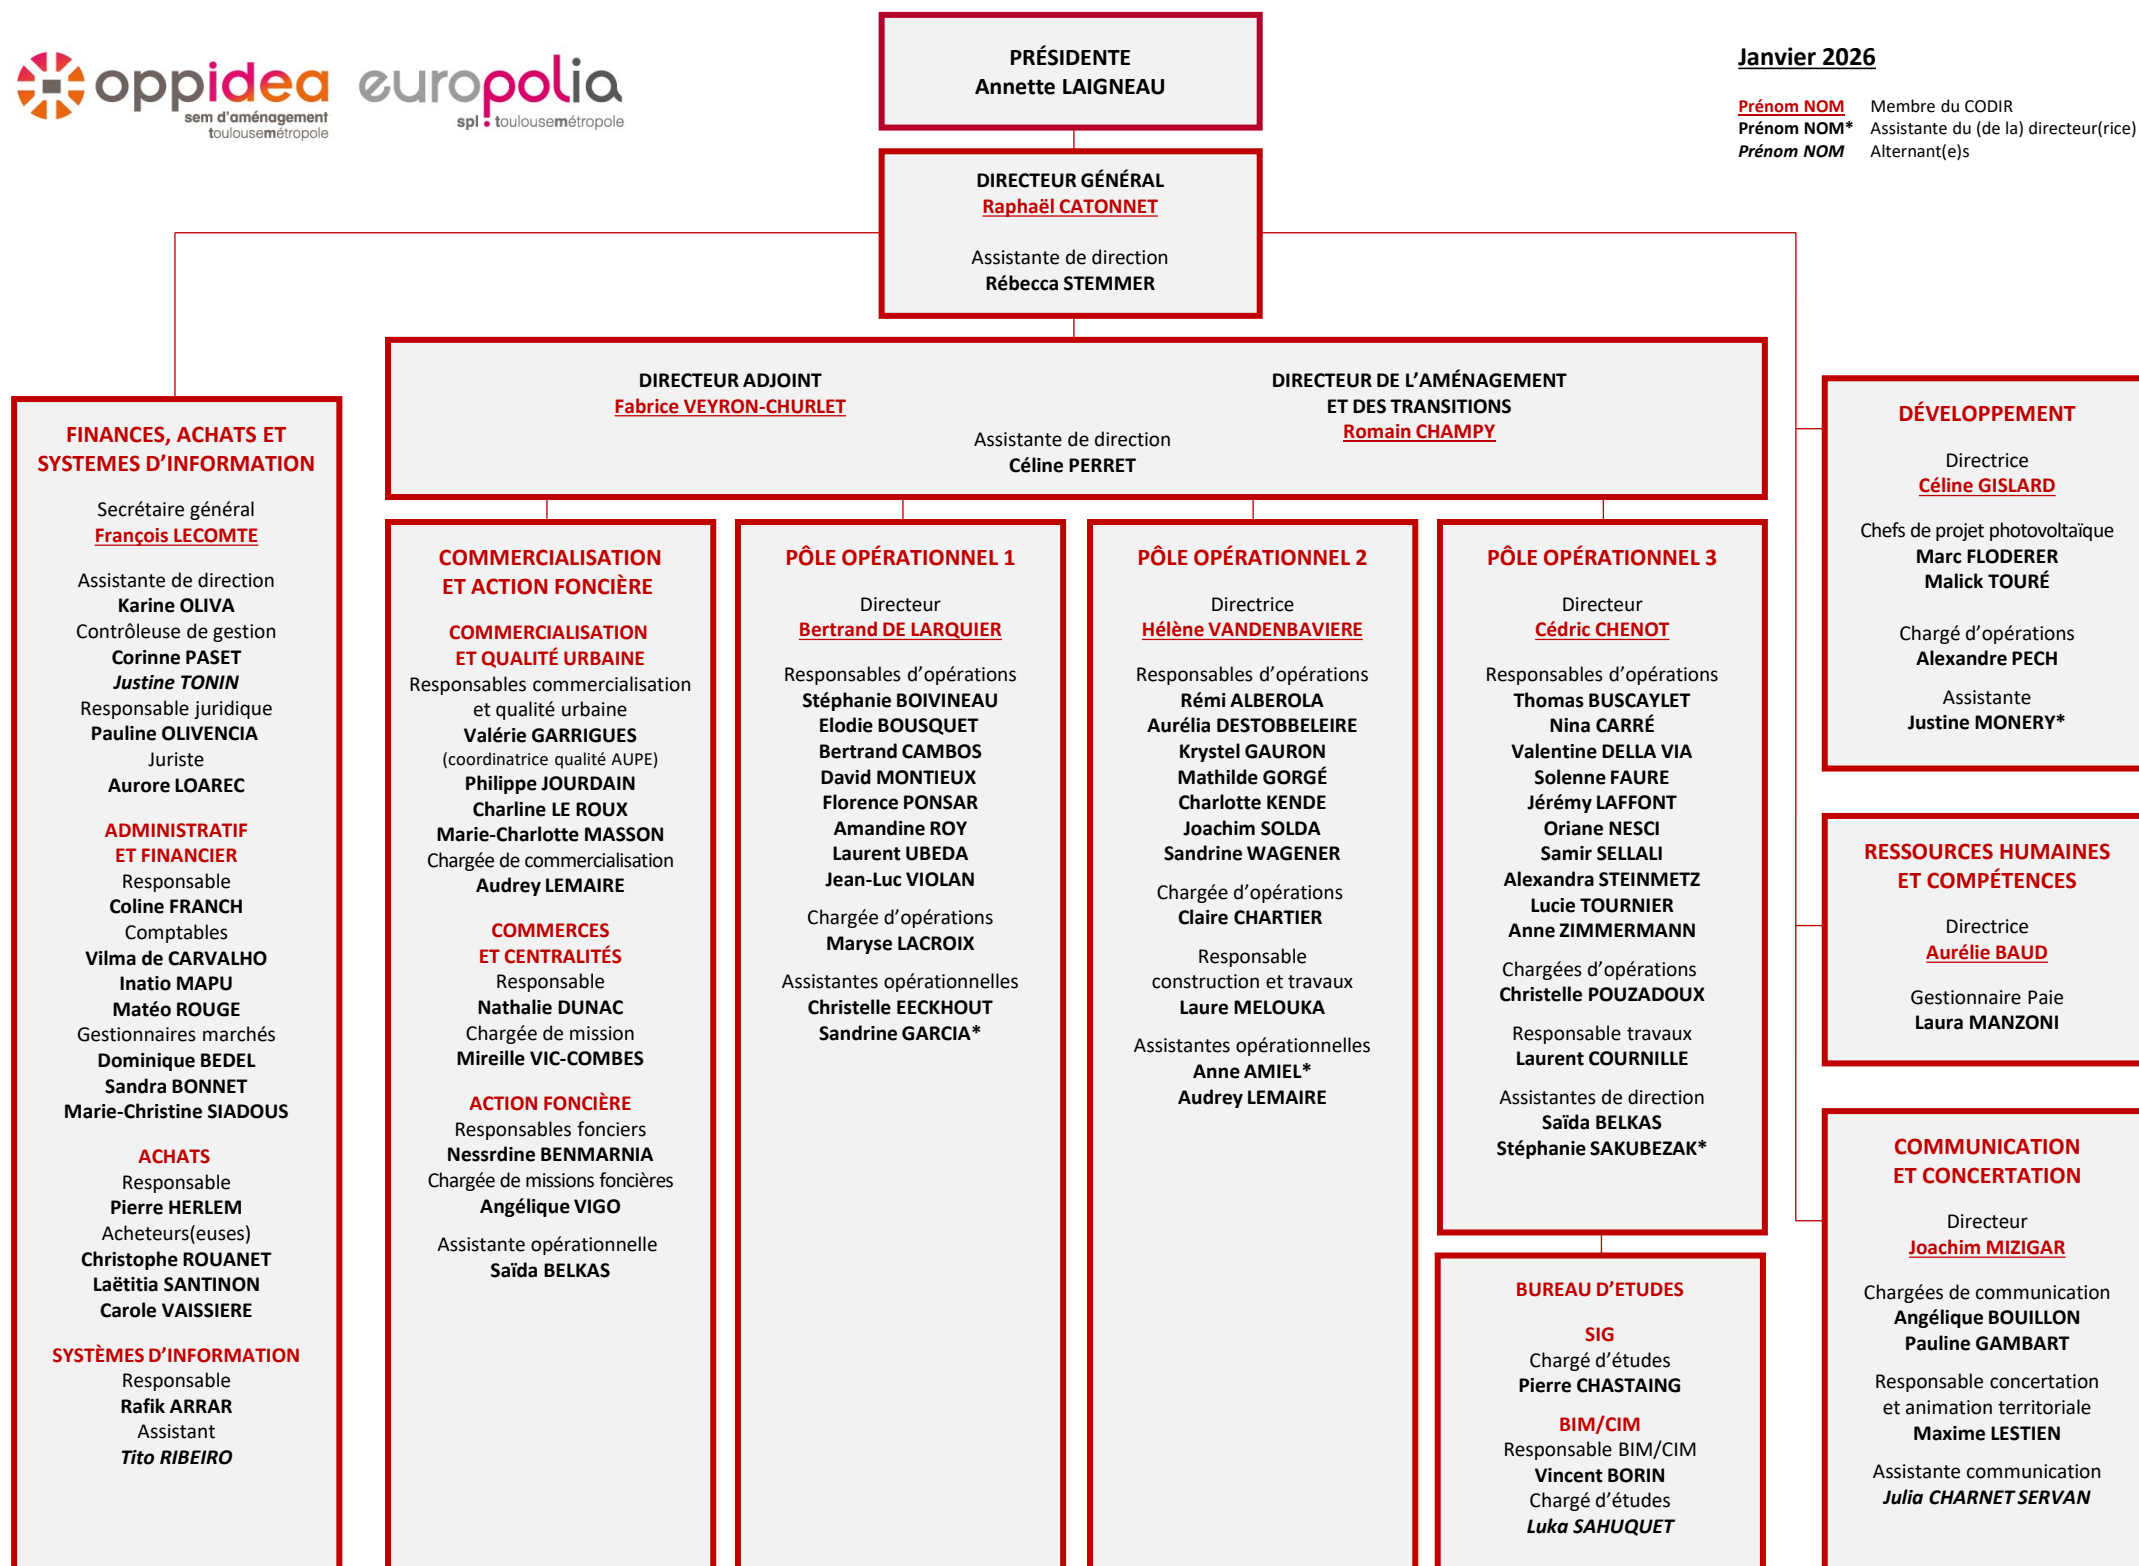 oppidea
sem d'aménagement
toulousemétropole
europolia
spl toulousemétropole
PRÉSIDENTE
Annette LAIGNEAU
Janvier 2026
Prénom NOM Membre du CODIR
Prénom NOM* Assistante du (de la) directeur(rice)
Prénom NOM Alternant(e)s
DIRECTEUR GÉNÉRAL
Raphaël CATONNET
Assistante de direction
Rébecca STEMMER
DIRECTEUR ADJOINT
Fabrice VEYRON-CHURLET
DIRECTEUR DE L'AMÉNAGEMENT
ET DES TRANSITIONS
Romain CHAMPY
Assistante de direction
Céline PERRET
FINANCES, ACHATS ET
SYSTEMES D'INFORMATION
Secrétaire général
François LECOMTE
Assistante de direction
Karine OLIVA
Contrôleuse de gestion
Corinne PASET
Justine TONIN
Responsable juridique
Pauline OLIVENCIA
Juriste
Aurore LOAREC
ADMINISTRATIF
ET FINANCIER
Responsable
Coline FRANCH
Comptables
Vilma de CARVALHO
Inatio MAPU
Matéo ROUGE
Gestionnaires marchés
Dominique BEDEL
Sandra BONNET
Marie-Christine SIADOUS
ACHATS
Responsable
Pierre HERLEM
Acheteurs(euses)
Christophe ROUANET
Laëtitia SANTINON
Carole VAISSIERE
SYSTÈMES D'INFORMATION
Responsable
Rafik ARRAR
Assistant
Tito RIBEIRO
COMMERCIALISATION
ET ACTION FONCIÈRE
COMMERCIALISATION
ET QUALITÉ URBAINE
Responsables commercialisation
et qualité urbaine
Valérie GARRIGUES
(coordinatrice qualité AUPE)
Philippe JOURDAIN
Charline LE ROUX
Marie-Charlotte MASSON
Chargée de commercialisation
Audrey LEMAIRE
COMMERCES
ET CENTRALITÉS
Responsable
Nathalie DUNAC
Chargée de mission
Mireille VIC-COMBES
ACTION FONCIÈRE
Responsables fonciers
Nessrdine BENMARNIA
Chargée de missions foncières
Angélique VIGO
Assistante opérationnelle
Saïda BELKAS
PÔLE OPÉRATIONNEL 1
Directeur
Bertrand DE LARQUIER
Responsables d'opérations
Stéphanie BOIVINEAU
Elodie BOUSQUET
Bertrand CAMBOS
David MONTIEUX
Florence PONSAR
Amandine ROY
Laurent UBEDA
Jean-Luc VIOLAN
Chargée d'opérations
Maryse LACROIX
Assistantes opérationnelles
Christelle EECKHOUT
Sandrine GARCIA*
PÔLE OPÉRATIONNEL 2
Directrice
Hélène VANDENBAVIERE
Responsables d'opérations
Rémi ALBEROLA
Aurélia DESTOBBELEIRE
Krystel GAURON
Mathilde GORGÉ
Charlotte KENDE
Joachim SOLDA
Sandrine WAGENER
Chargée d'opérations
Claire CHARTIER
Responsable
construction et travaux
Laure MELOUKA
Assistantes opérationnelles
Anne AMIEL*
Audrey LEMAIRE
PÔLE OPÉRATIONNEL 3
Directeur
Cédric CHENOT
Responsables d'opérations
Thomas BUSCAYLET
Nina CARRÉ
Valentine DELLA VIA
Solenne FAURE
Jérémy LAFFONT
Oriane NESCI
Samir SELLALI
Alexandra STEINMETZ
Lucie TOURNIER
Anne ZIMMERMANN
Chargées d'opérations
Christelle POUZADOUX
Responsable travaux
Laurent COURNILLE
Assistantes de direction
Saïda BELKAS
Stéphanie SAKUBEZAK*
BUREAU D'ETUDES
SIG
Chargé d'études
Pierre CHASTAING
BIM/CIM
Responsable BIM/CIM
Vincent BORIN
Chargé d'études
Luka SAHUQUET
DÉVELOPPEMENT
Directrice
Céline GISLARD
Chefs de projet photovoltaïque
Marc FLODERER
Malick TOURÉ
Chargé d'opérations
Alexandre PECH
Assistante
Justine MONERY*
RESSOURCES HUMAINES
ET COMPÉTENCES
Directrice
Aurélie BAUD
Gestionnaire Paie
Laura MANZONI
COMMUNICATION
ET CONCERTATION
Directeur
Joachim MIZIGAR
Chargées de communication
Angélique BOUILLON
Pauline GAMBART
Responsable concertation
et animation territoriale
Maxime LESTIEN
Assistante communication
Julia CHARNET SERVAN